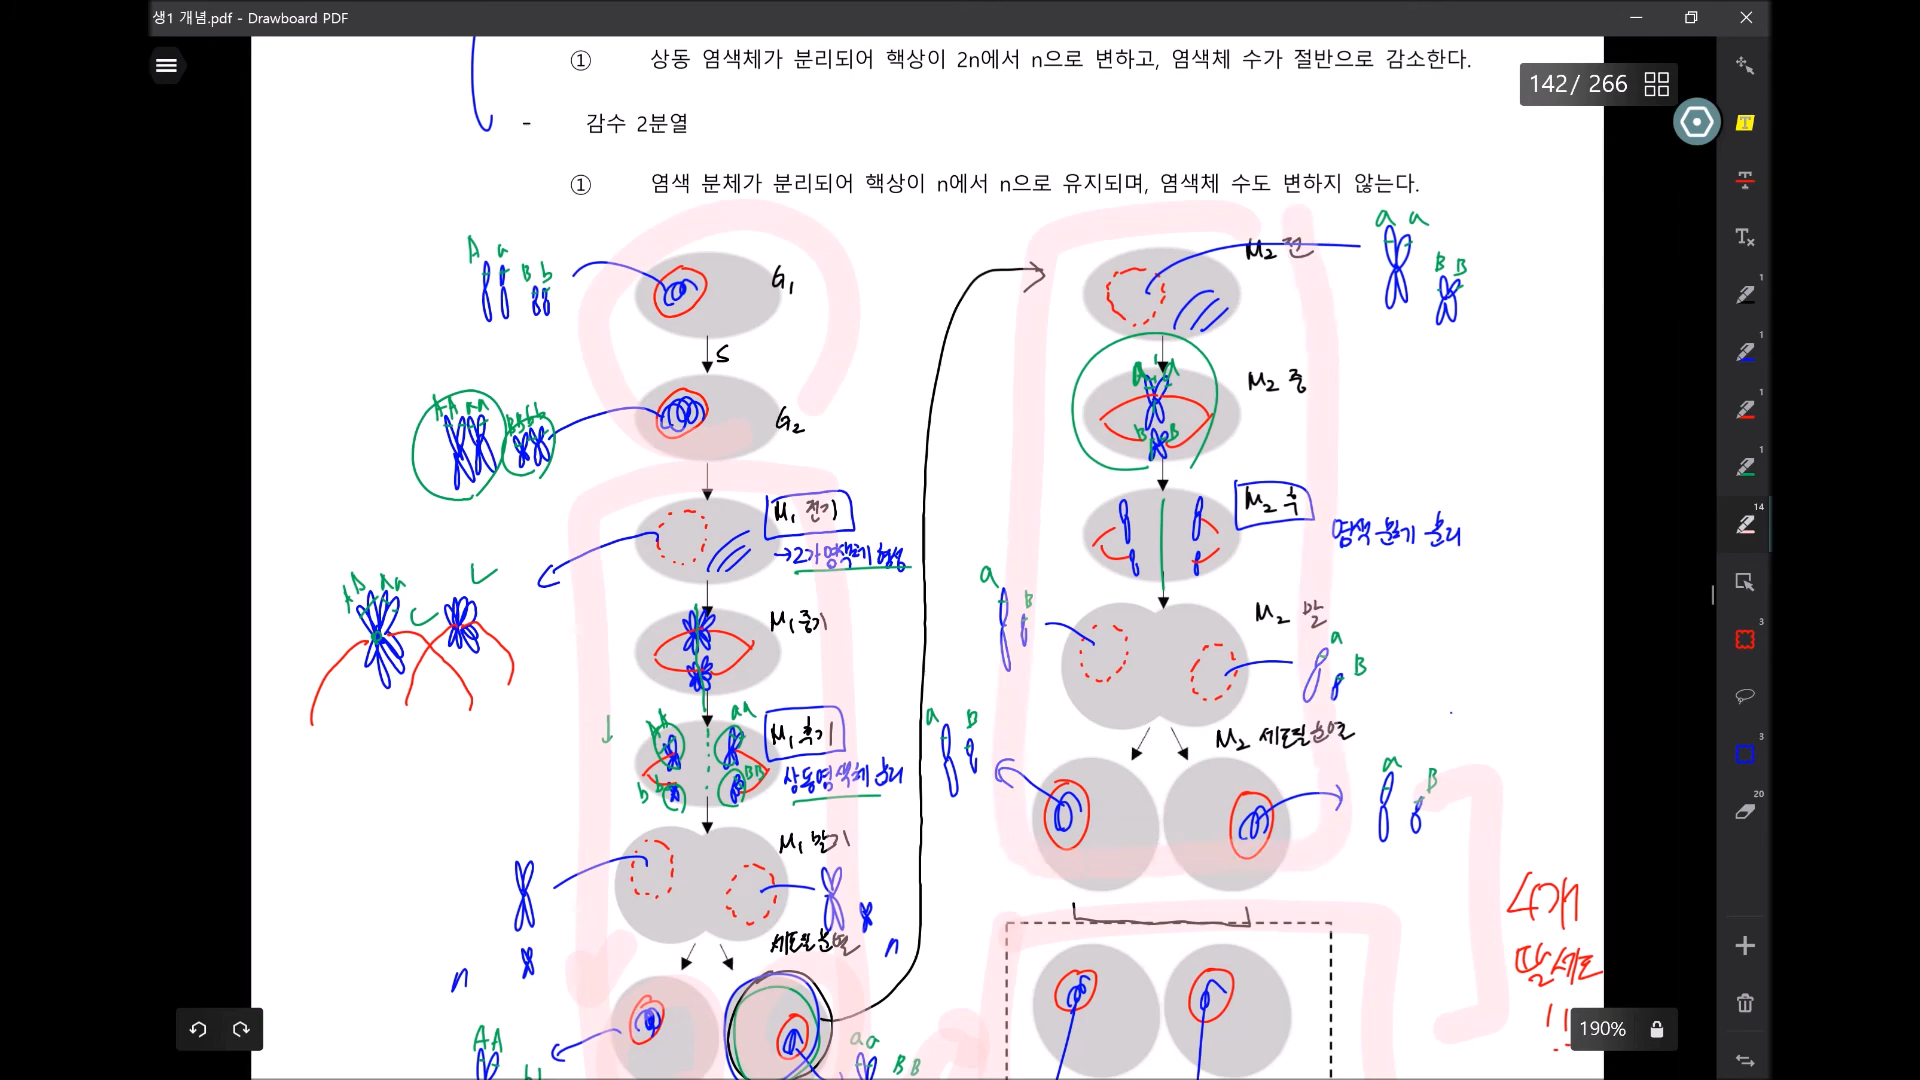 생1 개념.pdf - Drawboard PDF
① 상동 염색체가 분리되어 핵상이 2n에서 n으로 변하고, 염색체 수가 절반으로 감소한다.
142 / 266
- 감수 2분열
① 염색 분체가 분리되어 핵상이 n에서 n으로 유지되며, 염색체 수도 변하지 않는다.
A a B b
G₁
S
G₂
A A a a
B B b b
M₁ 전기
→2가염색체 형성
A A a a
M₁ 중기
A A
a a
b b
B B
M₁ 후기
상동염색체 분리
M₁ 말기
세포질분열
n
n
A A
a a
B B
M₂ 전
a a
B B
M₂ 중
B B
M₂ 후
염색분체 분리
M₂ 말
a B
a B
M₂ 세포질분열
a B
a B
4개
딸세포
!!
190%